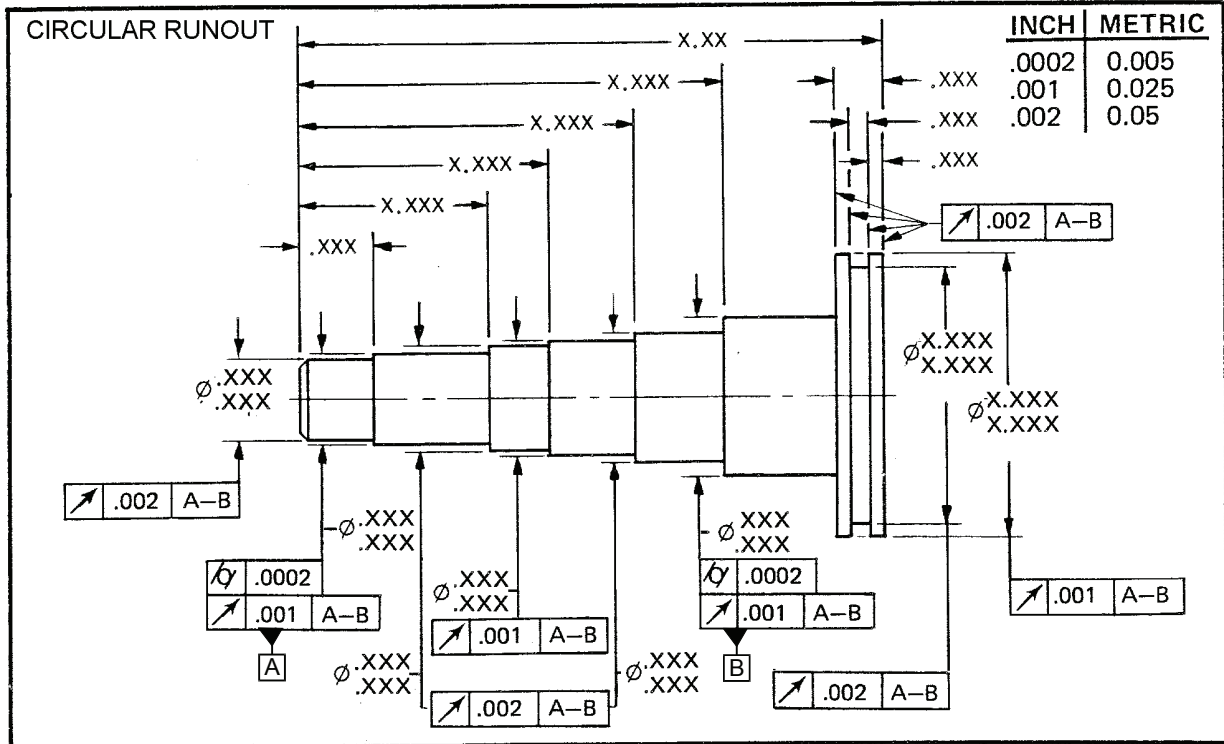 CIRCULAR RUNOUT
X.XX
INCH METRIC
.0002 0.005
.001 0.025
.002 0.05
X.XXX
.XXX
X.XXX
.XXX
X.XXX
.XXX
X.XXX
.002 A–B
.XXX
Ø X.XXX
X.XXX
Ø .XXX
.XXX
Ø X.XXX
X.XXX
.002 A–B
Ø .XXX
.XXX
Ø .XXX
.XXX
.0002
.001 A–B
A
Ø .XXX
.XXX
.001 A–B
.0002
.001 A–B
B
.001 A–B
Ø .XXX
.XXX
Ø .XXX
.XXX
.002 A–B
.002 A–B